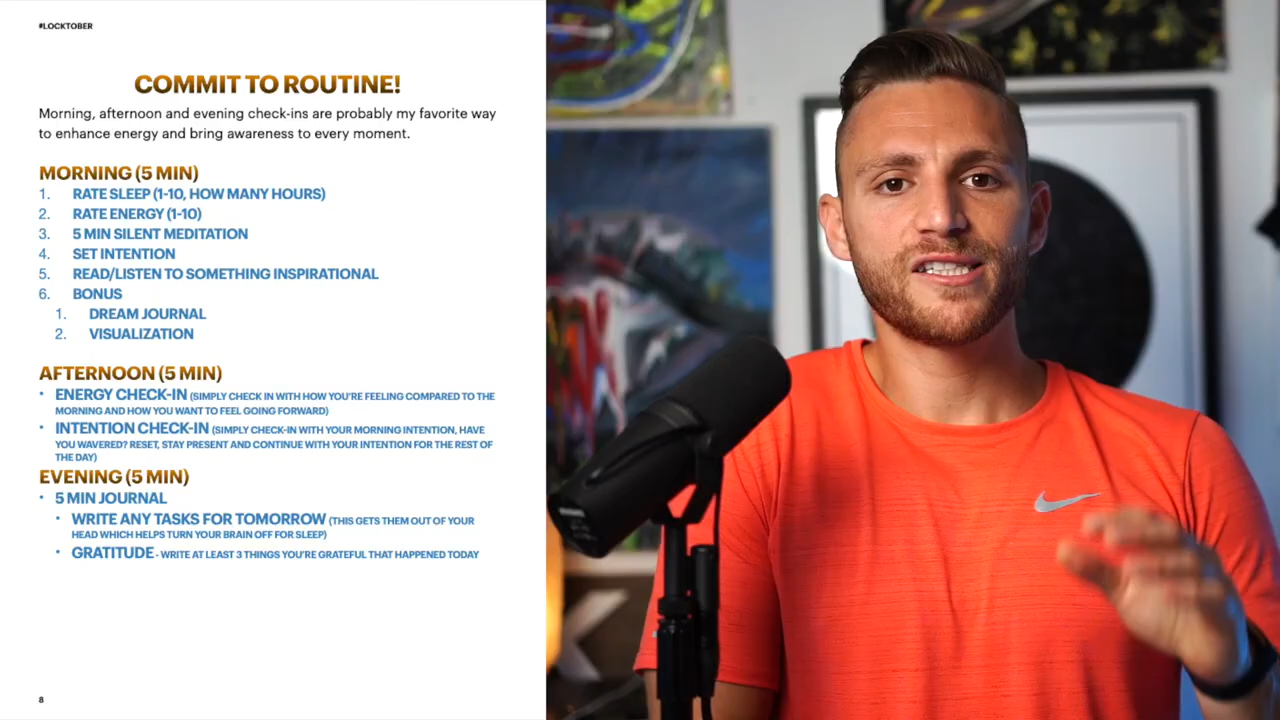 #LOCKTOBER
COMMIT TO ROUTINE!
Morning, afternoon and evening check-ins are probably my favorite way
to enhance energy and bring awareness to every moment.
MORNING (5 MIN)
1. RATE SLEEP (1-10, HOW MANY HOURS)
2. RATE ENERGY (1-10)
3. 5 MIN SILENT MEDITATION
4. SET INTENTION
5. READ/LISTEN TO SOMETHING INSPIRATIONAL
6. BONUS
1. DREAM JOURNAL
2. VISUALIZATION
AFTERNOON (5 MIN)
• ENERGY CHECK-IN (SIMPLY CHECK IN WITH HOW YOU'RE FEELING COMPARED TO THE
MORNING AND HOW YOU WANT TO FEEL GOING FORWARD)
• INTENTION CHECK-IN (SIMPLY CHECK-IN WITH YOUR MORNING INTENTION, HAVE
YOU WAVERED? RESET, STAY PRESENT AND CONTINUE WITH YOUR INTENTION FOR THE REST OF
THE DAY)
EVENING (5 MIN)
• 5 MIN JOURNAL
• WRITE ANY TASKS FOR TOMORROW (THIS GETS THEM OUT OF YOUR
HEAD WHICH HELPS TURN YOUR BRAIN OFF FOR SLEEP)
• GRATITUDE - WRITE AT LEAST 3 THINGS YOU'RE GRATEFUL THAT HAPPENED TODAY
8